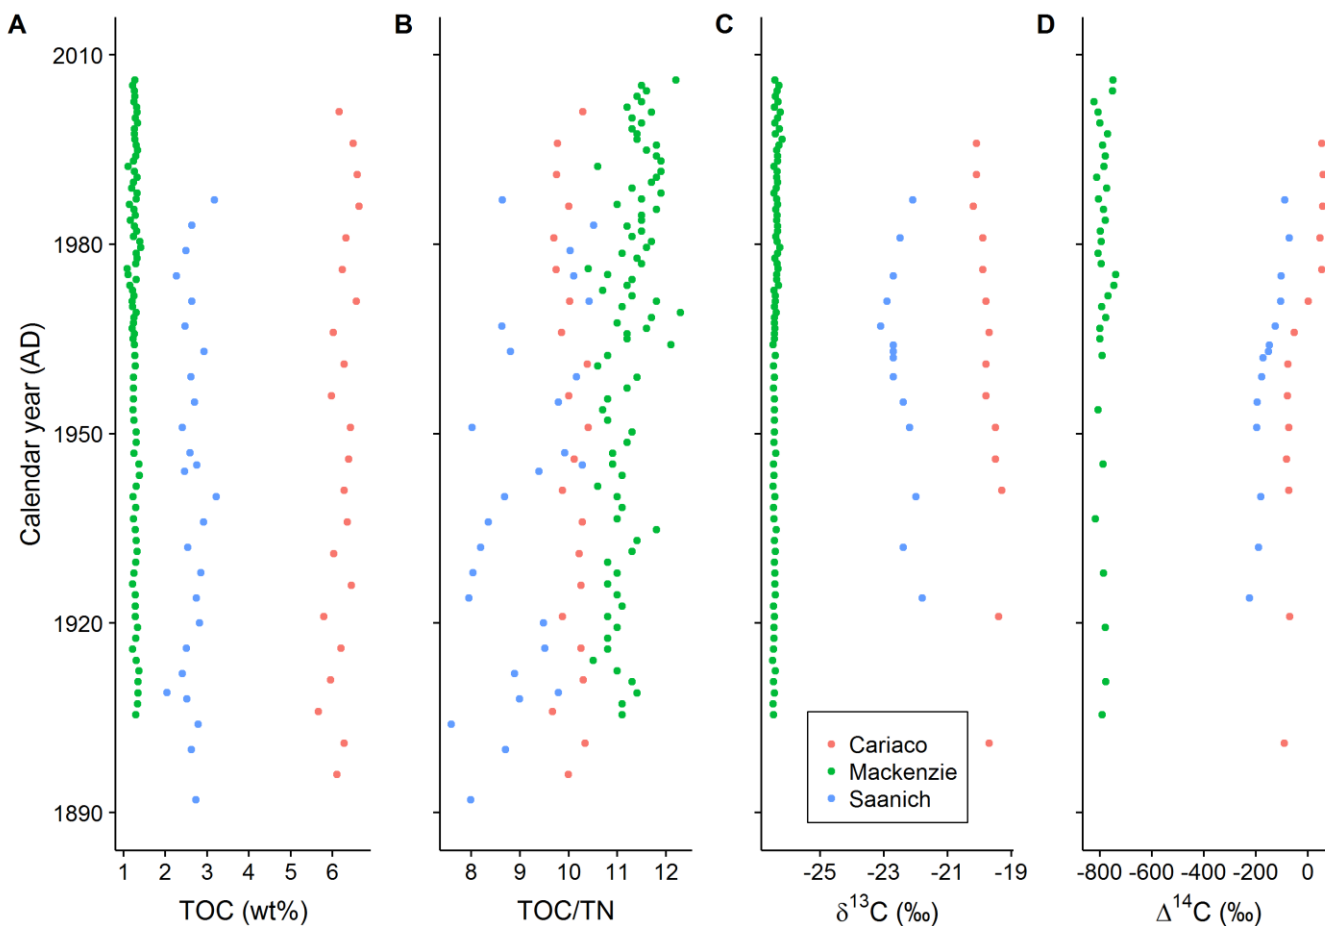 A B C D
Calendar year (AD)
2010
1980
1950
1920
1890
Cariaco
Mackenzie
Saanich
1 2 3 4 5 6
8 9 10 11 12
-25 -23 -21 -19
-800 -600 -400 -200 0
TOC (wt%)
TOC/TN
δ¹³C (‰)
Δ¹⁴C (‰)